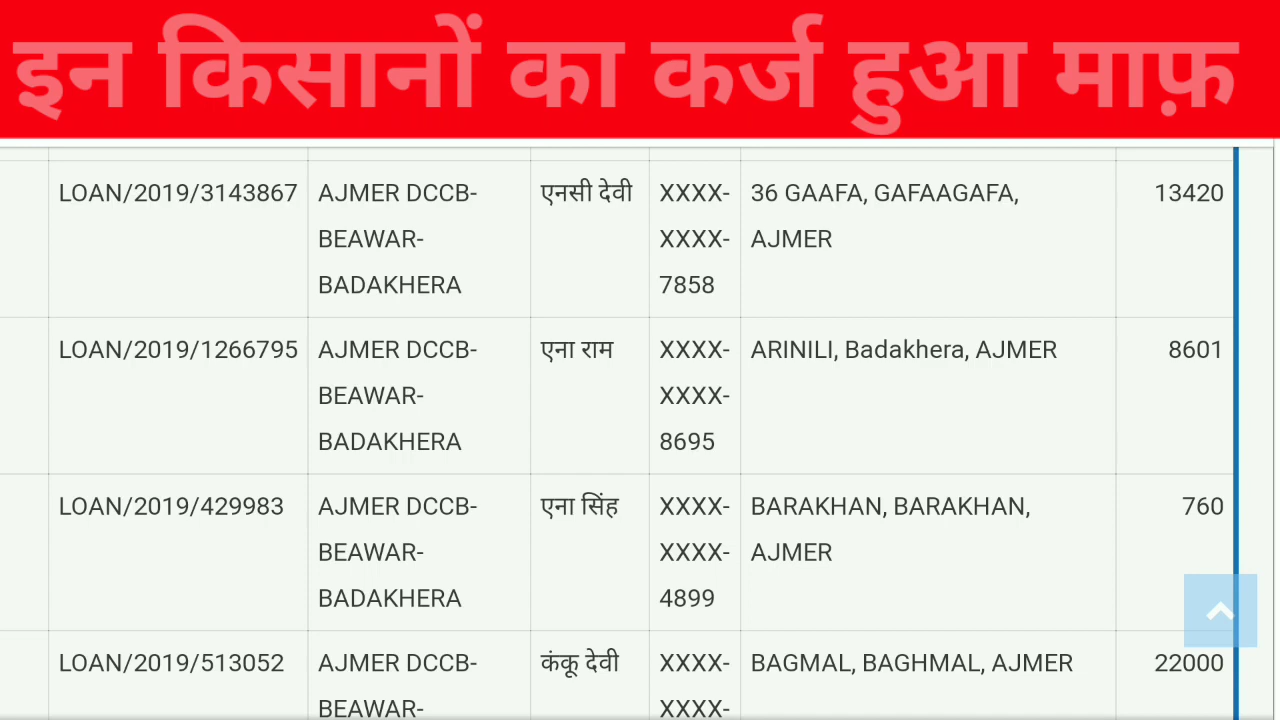 इन किसानों का कर्ज हुआ माफ़
LOAN/2019/3143867 AJMER DCCB- एनसी देवी XXXX- 36 GAAFA, GAFAAGAFA, 13420
BEAWAR- XXXX- AJMER
BADAKHERA 7858
LOAN/2019/1266795 AJMER DCCB- एना राम XXXX- ARINILI, Badakhera, AJMER 8601
BEAWAR- XXXX-
BADAKHERA 8695
LOAN/2019/429983 AJMER DCCB- एना सिंह XXXX- BARAKHAN, BARAKHAN, 760
BEAWAR- XXXX- AJMER
BADAKHERA 4899
LOAN/2019/513052 AJMER DCCB- कंकू देवी XXXX- BAGMAL, BAGHMAL, AJMER 22000
BEAWAR- XXXX-